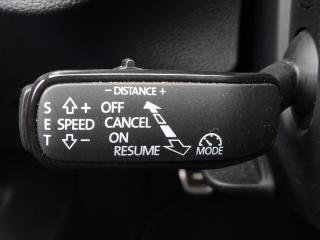 - DISTANCE +
S + OFF
E SPEED CANCEL
T - ON
RESUME MODE